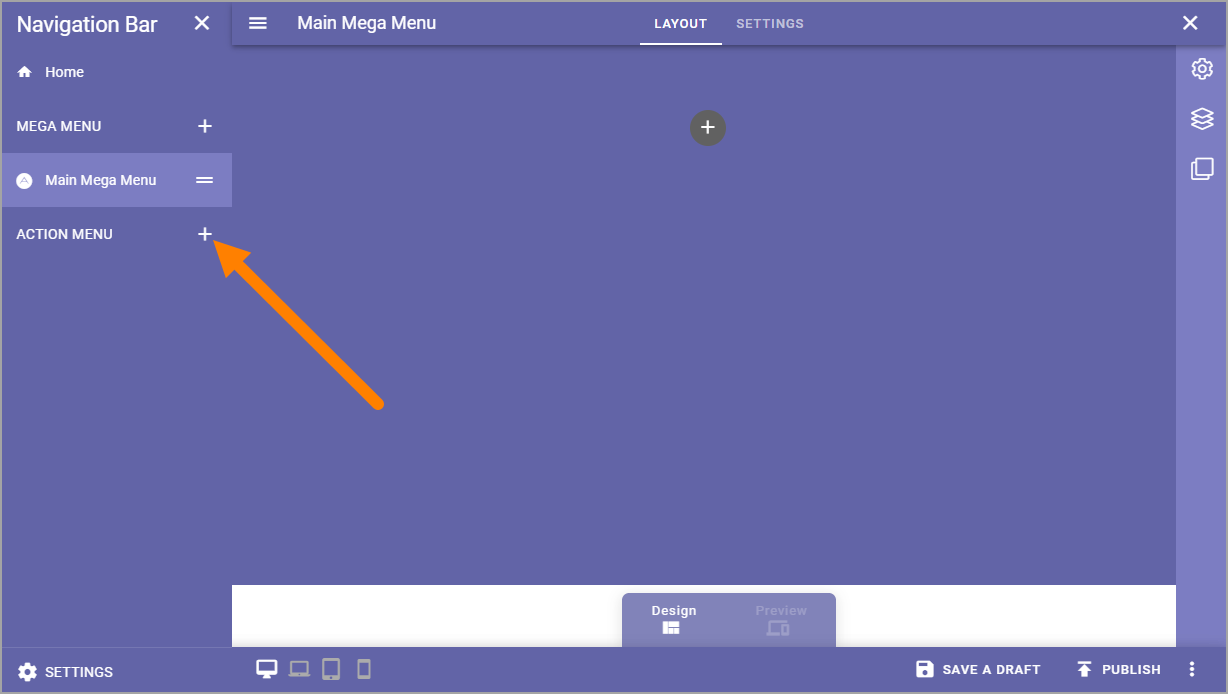 Navigation Bar
Main Mega Menu
LAYOUT
SETTINGS
Home
MEGA MENU
Main Mega Menu
ACTION MENU
Design
Preview
SETTINGS
SAVE A DRAFT
PUBLISH